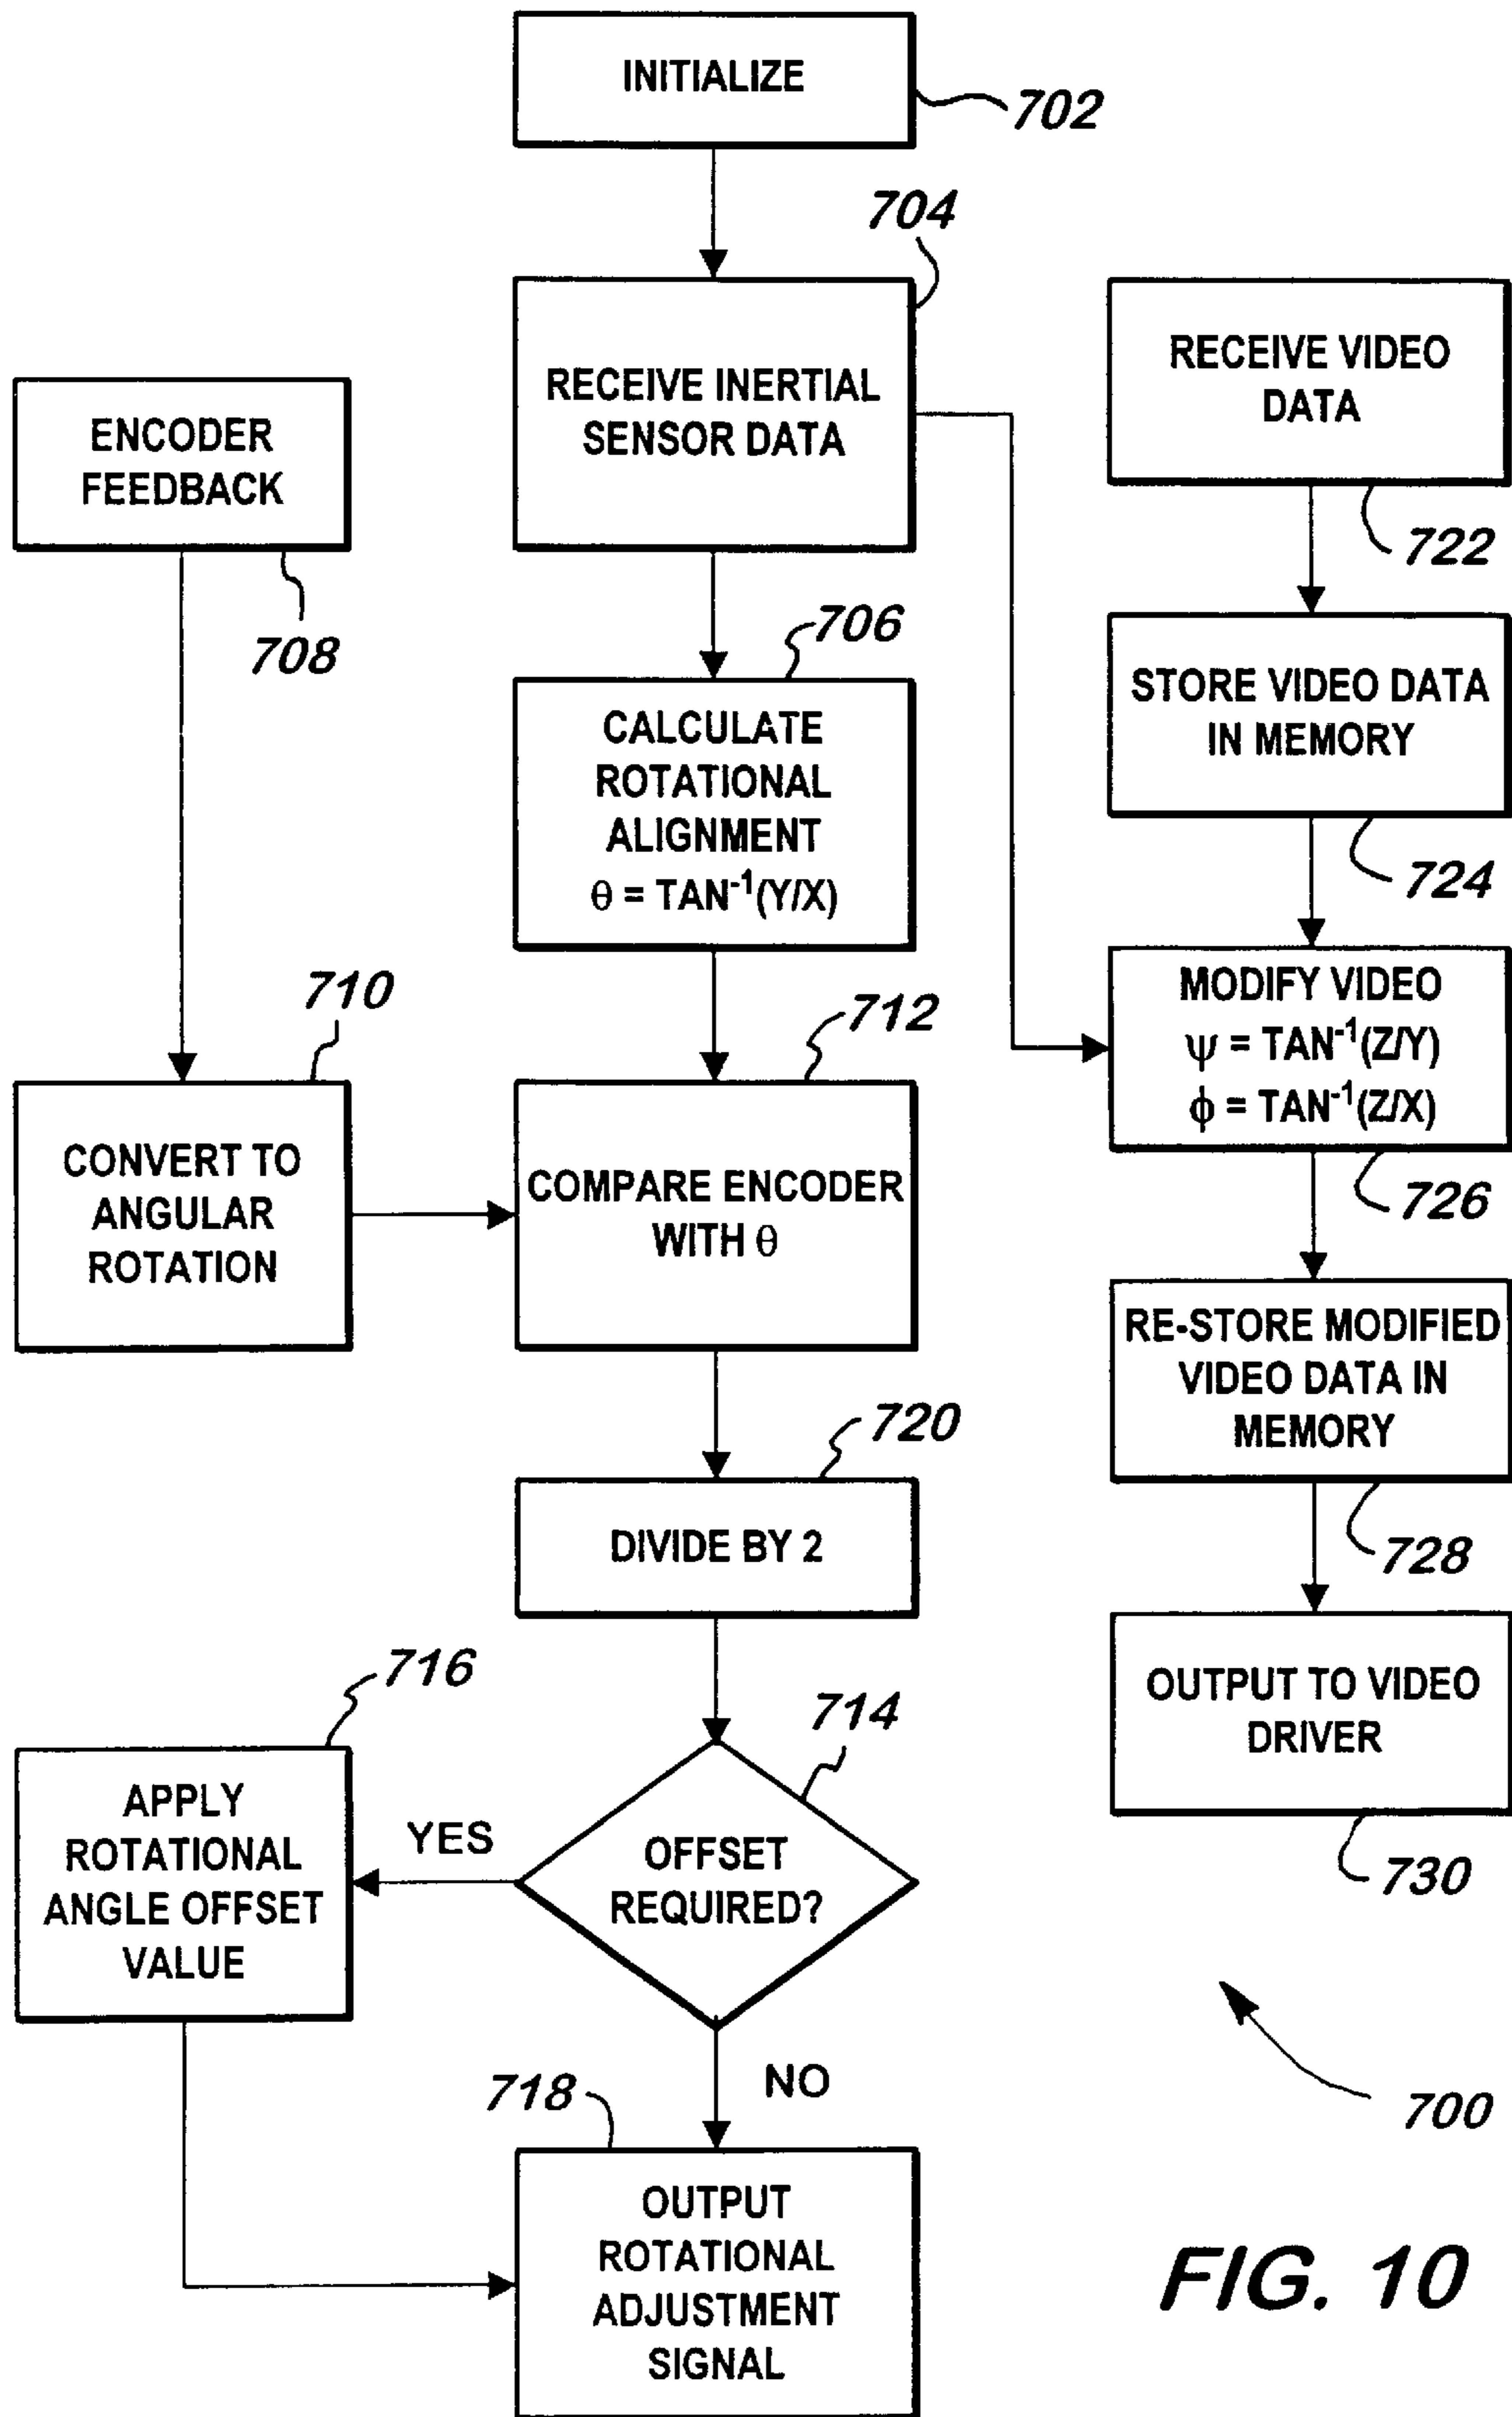 INITIALIZE
702
704
RECEIVE INERTIAL
SENSOR DATA
RECEIVE VIDEO
DATA
722
ENCODER
FEEDBACK
708
706
CALCULATE
ROTATIONAL
ALIGNMENT
θ = TAN⁻¹(Y/X)
STORE VIDEO DATA
IN MEMORY
724
710
CONVERT TO
ANGULAR
ROTATION
712
COMPARE ENCODER
WITH θ
MODIFY VIDEO
ψ = TAN⁻¹(Z/Y)
ϕ = TAN⁻¹(Z/X)
726
RE-STORE MODIFIED
VIDEO DATA IN
MEMORY
728
720
DIVIDE BY 2
OUTPUT TO VIDEO
DRIVER
730
716
APPLY
ROTATIONAL
ANGLE OFFSET
VALUE
YES
714
OFFSET
REQUIRED?
NO
718
OUTPUT
ROTATIONAL
ADJUSTMENT
SIGNAL
700
FIG. 10